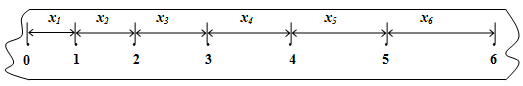 x₁ x₂ x₃ x₄ x₅ x₆
0 1 2 3 4 5 6